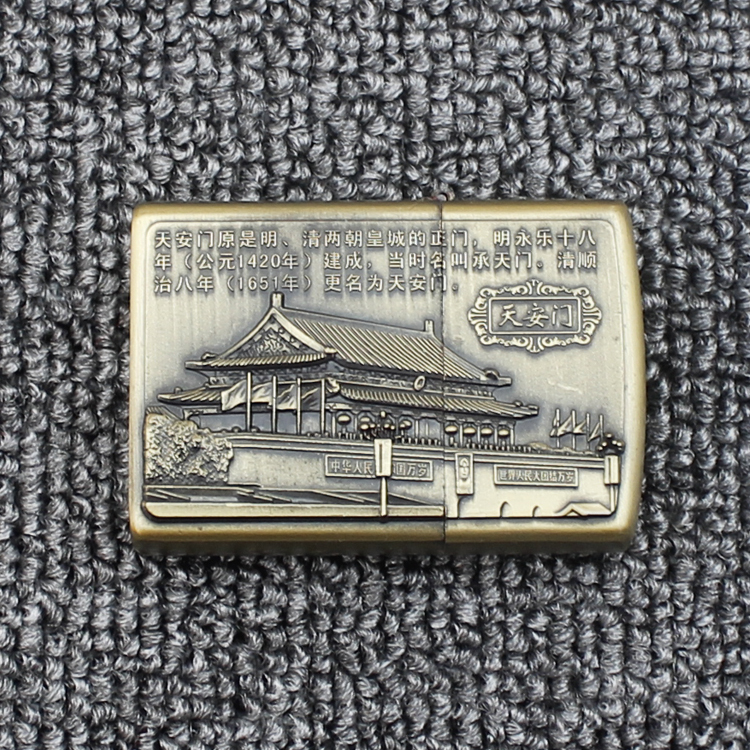 天安门原是明、清两朝皇城的正门，明永乐十八
年（公元1420年）建成，当时名叫承天门。清顺
治八年（1651年）更名为天安门。
天安门
中华人民 国万岁
世界人民大团结万岁